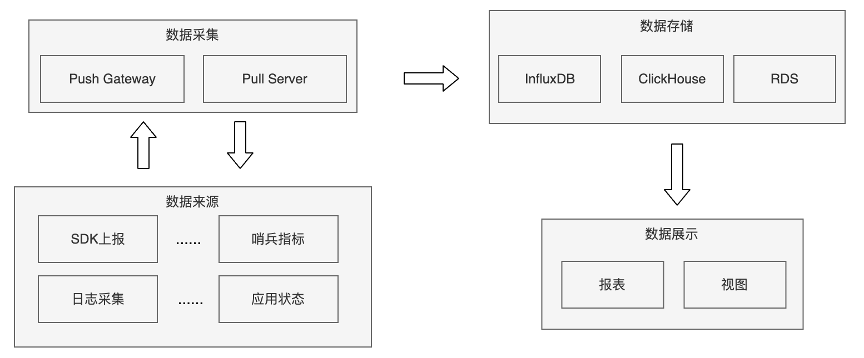 数据采集
Push Gateway
Pull Server
数据存储
InfluxDB
ClickHouse
RDS
数据来源
SDK上报
......
哨兵指标
日志采集
......
应用状态
数据展示
报表
视图